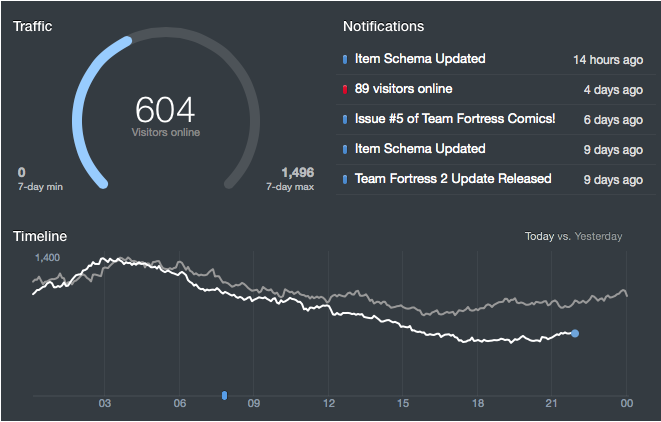 Traffic
604
Visitors online
0
7-day min
1,496
7-day max
Notifications
Item Schema Updated 14 hours ago
89 visitors online 4 days ago
Issue #5 of Team Fortress Comics! 6 days ago
Item Schema Updated 9 days ago
Team Fortress 2 Update Released 9 days ago
Timeline
Today vs. Yesterday
1,400
03 06 09 12 15 18 21 00